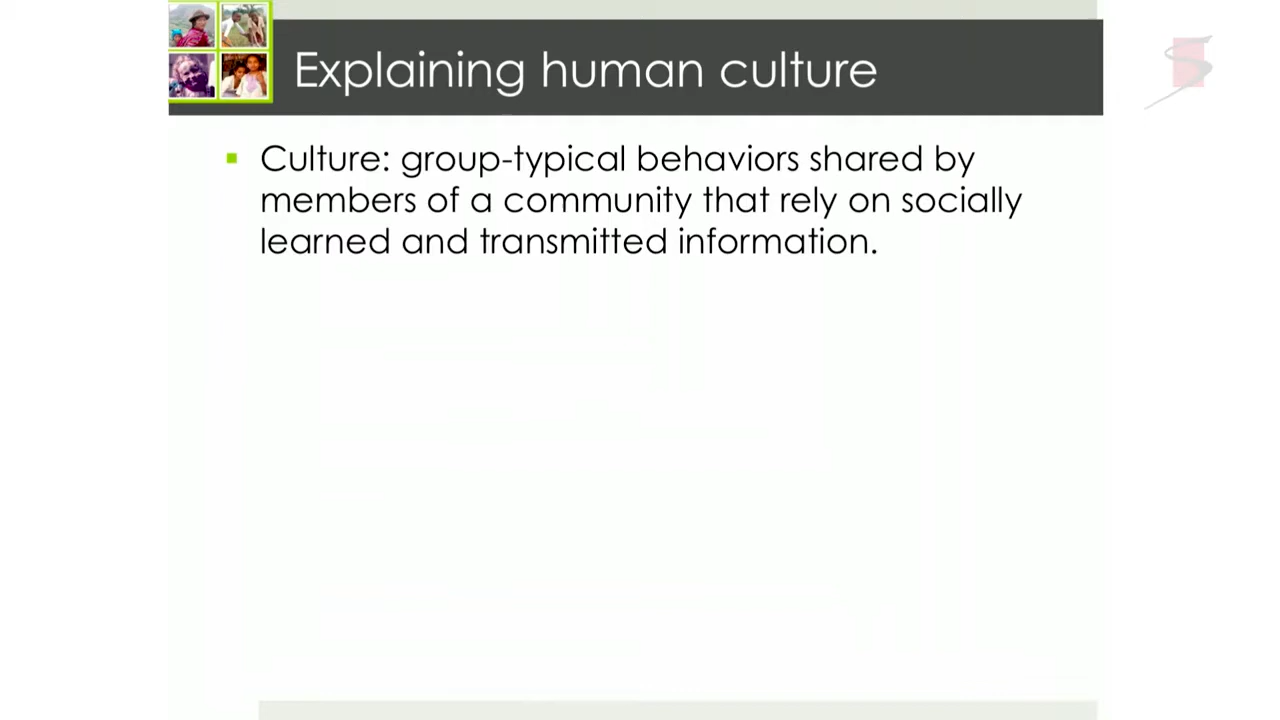 Explaining human culture
Culture: group-typical behaviors shared by
members of a community that rely on socially
learned and transmitted information.